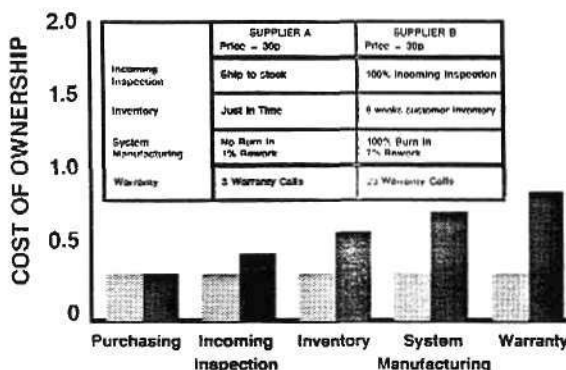 COST OF OWNERSHIP
2.0
1.5
1.0
0.5
0
SUPPLIER A
Price = 30p
SUPPLIER B
Price = 30p
Incoming
Inspection
Ship to stock
100% Incoming Inspection
Inventory
Just In Time
weeks customer Inventory
System
Manufacturing
No Burn In
1% Rework
100% Burn In
Rework
Warranty
3 Warranty Calls
Warranty Calls
Purchasing
Incoming
Inspection
Inventory
System
Manufacturing
Warranty